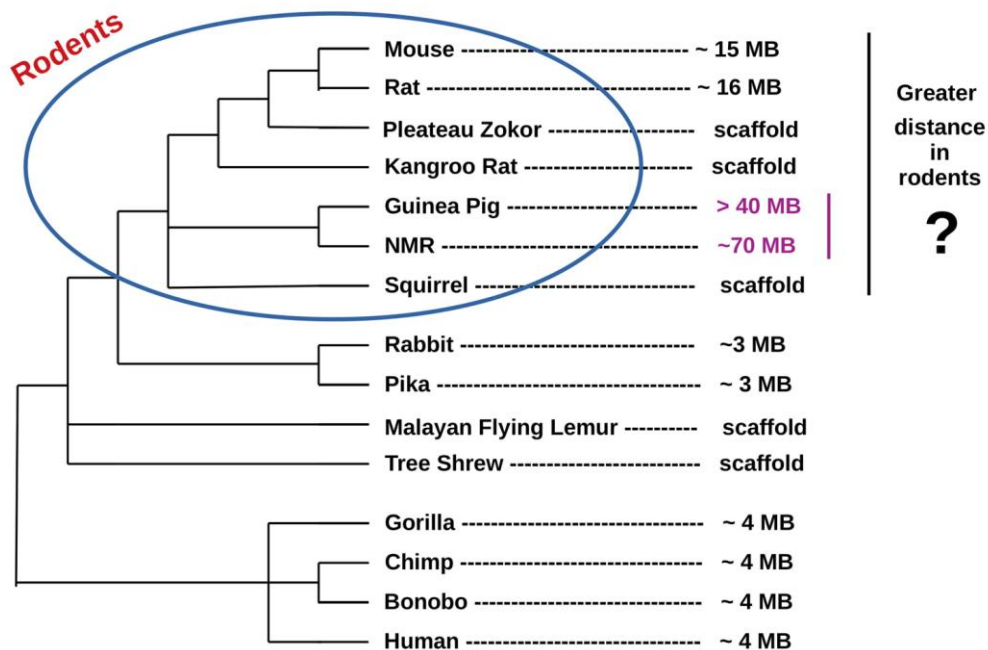 Rodents
Mouse ---------------------------- ~ 15 MB
Rat --------------------------------- ~ 16 MB
Pleateau Zokor ------------------ scaffold
Kangroo Rat --------------------- scaffold
Guinea Pig ------------------------ > 40 MB
NMR -------------------------------- ~70 MB
Squirrel ---------------------------- scaffold
Greater
distance
in
rodents
?
Rabbit ----------------------------- ~3 MB
Pika --------------------------------- ~ 3 MB
Malayan Flying Lemur ---------- scaffold
Tree Shrew ----------------------- scaffold
Gorilla ------------------------------ ~ 4 MB
Chimp ------------------------------ ~ 4 MB
Bonobo ---------------------------- ~ 4 MB
Human ----------------------------- ~ 4 MB